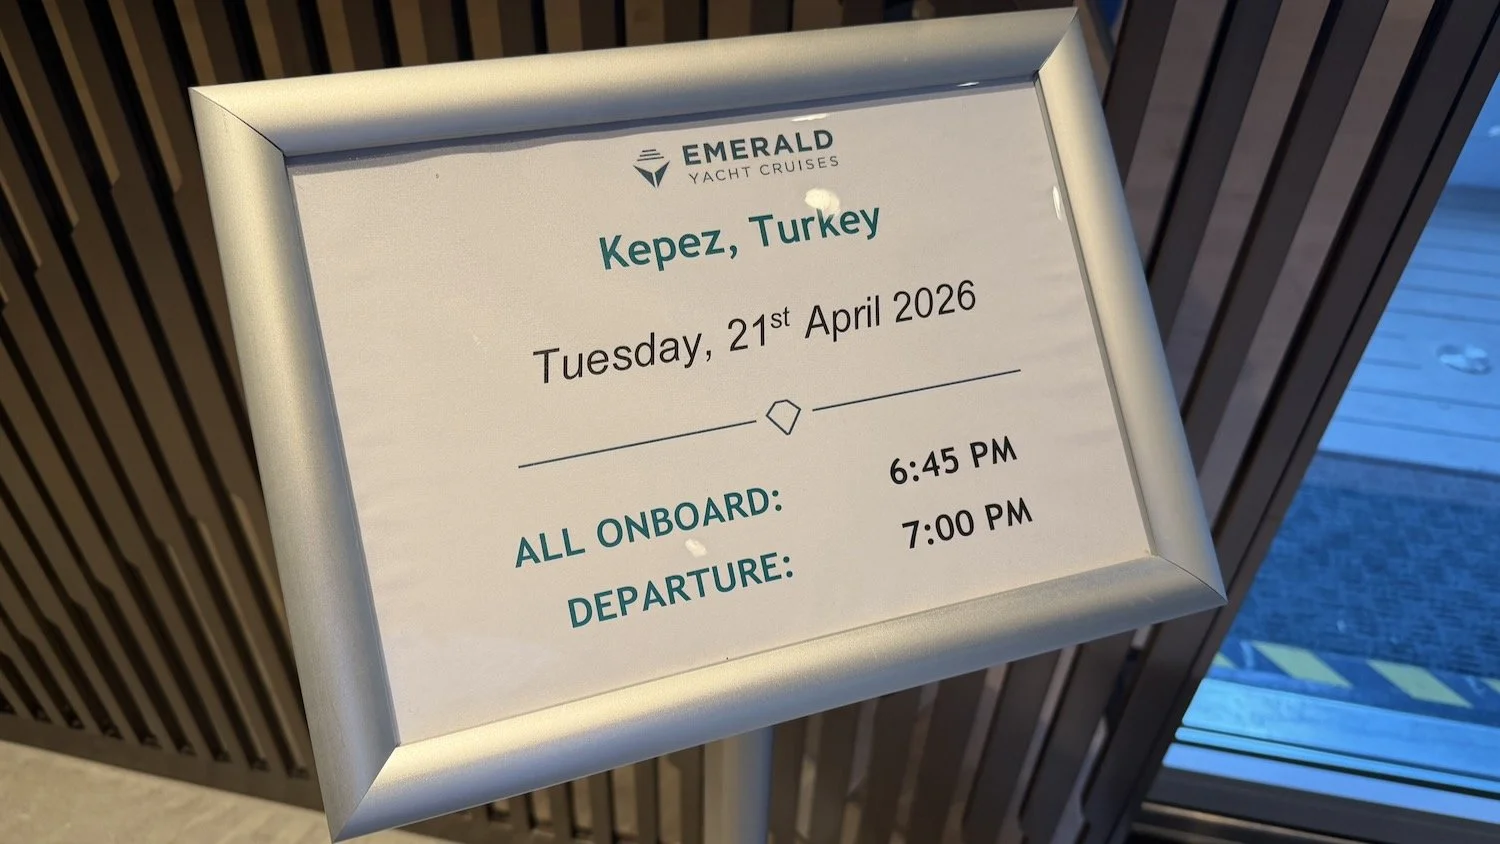 EMERALD
YACHT CRUISES
Kepez, Turkey
Tuesday, 21st April 2026
ALL ONBOARD: 6:45 PM
DEPARTURE: 7:00 PM